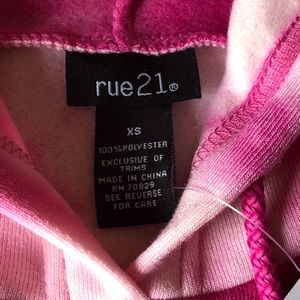 rue21®
XS
100% POLYESTER
EXCLUSIVE OF
TRIMS
MADE IN CHINA
RN 70829
SEE REVERSE
FOR CARE